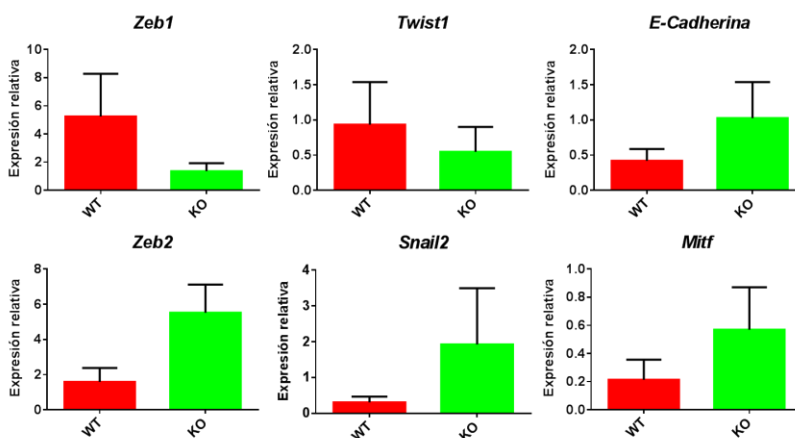 Zeb1
Expresión relativa
10
8
6
4
2
0
WT
KO
Twist1
Expresión relativa
2.0
1.5
1.0
0.5
0.0
WT
KO
E-Cadherina
Expresión relativa
2.0
1.5
1.0
0.5
0.0
WT
KO
Zeb2
Expresión relativa
8
6
4
2
0
WT
KO
Snail2
Expresión relativa
4
3
2
1
0
WT
KO
Mitf
Expresión relativa
1.0
0.8
0.6
0.4
0.2
0.0
WT
KO